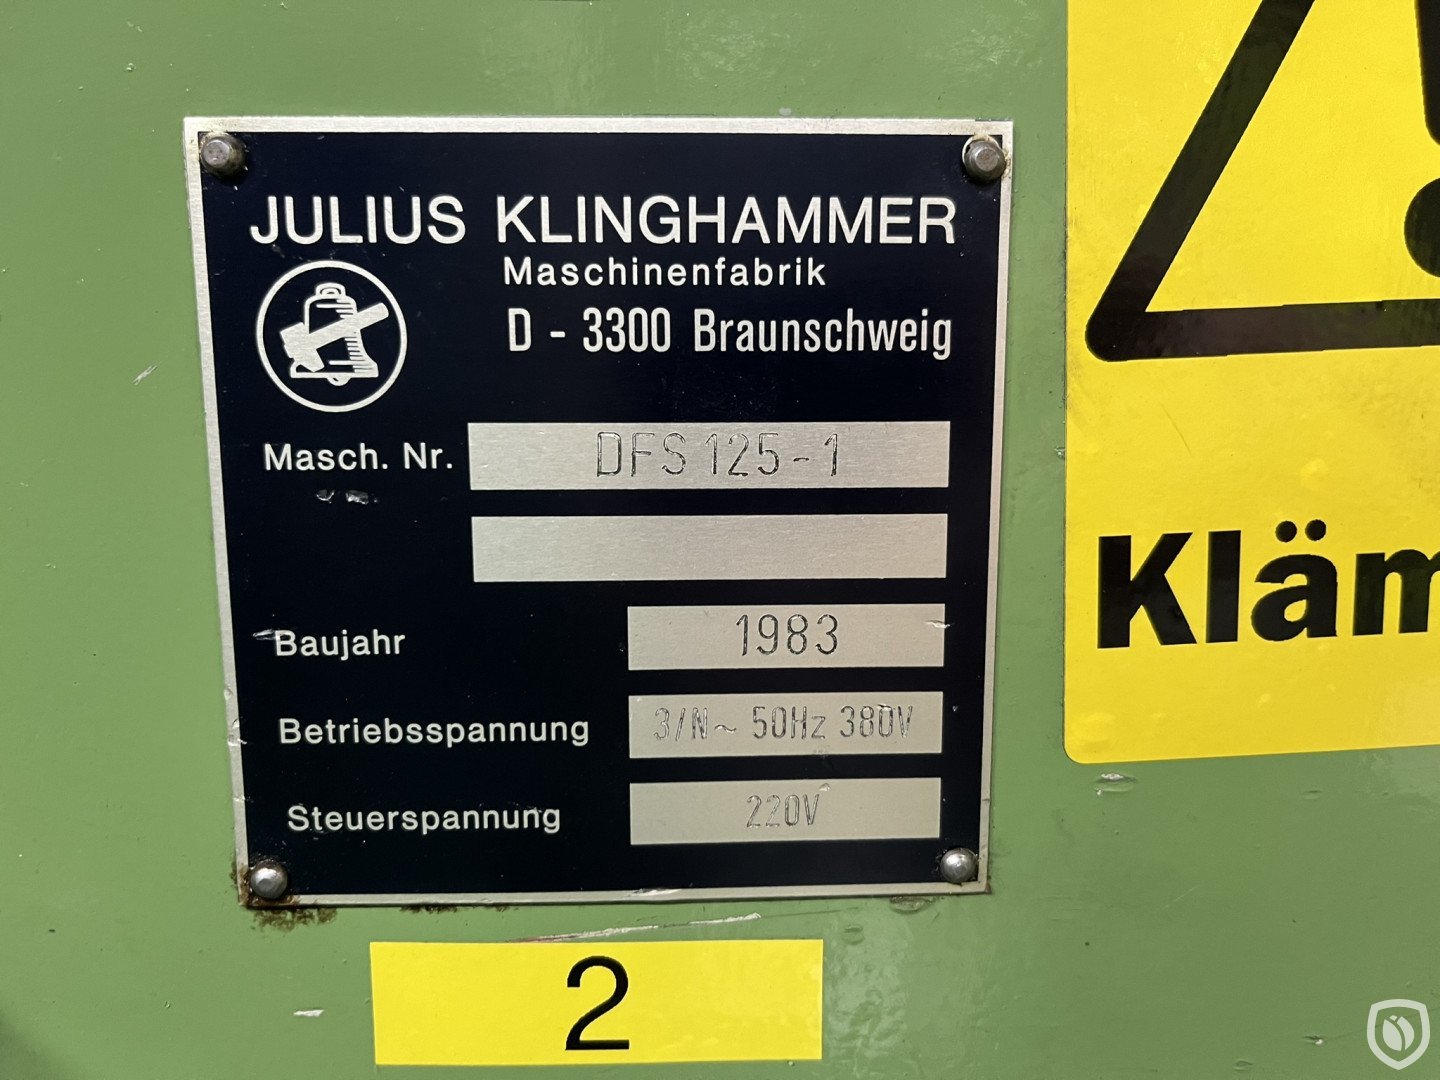 JULIUS KLINGHAMMER
Maschinenfabrik
D - 3300 Braunschweig
Masch. Nr. DFS 125 - 1
Baujahr 1983
Betriebsspannung 3/N ~ 50Hz 380V
Steuerspannung 220V
2
Kläm